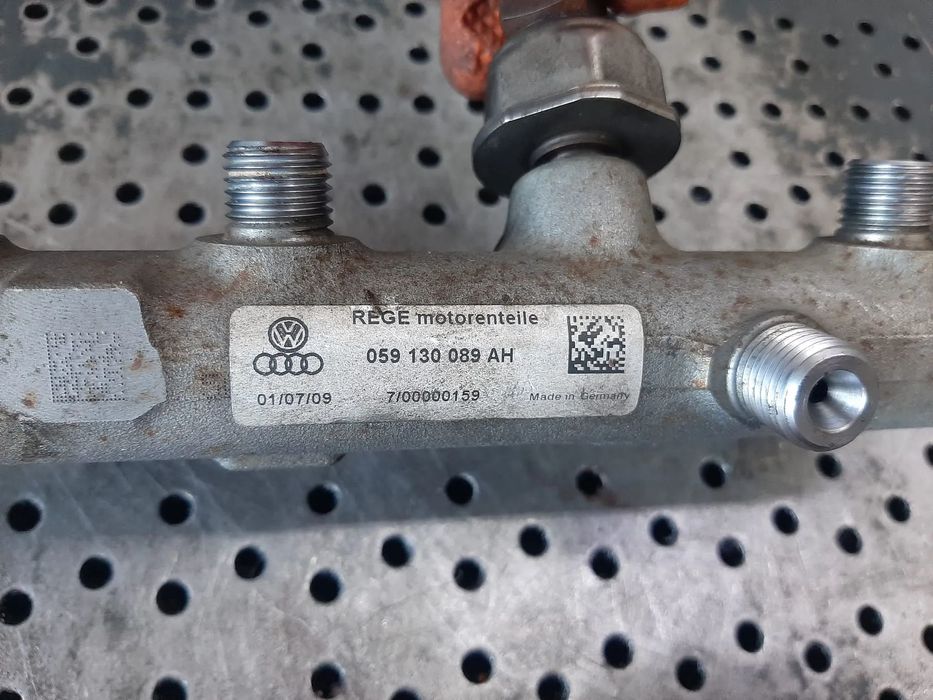 REGE motorenteile
059 130 089 AH
01/07/09 7/00000159 Made in Germany